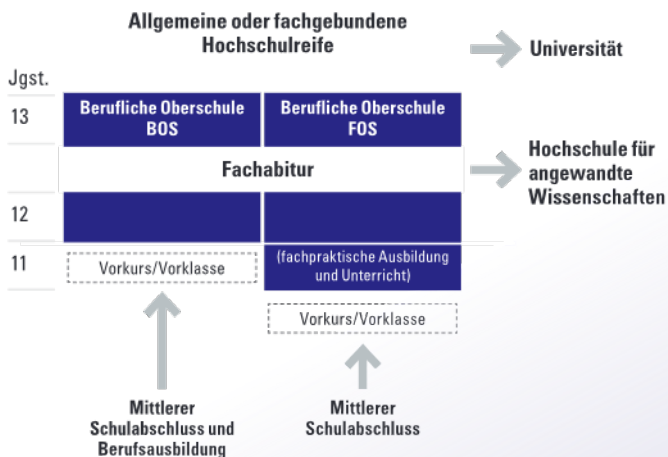 Allgemeine oder fachgebundene
Hochschulreife
Universität
Jgst.
13
Berufliche Oberschule
BOS
Berufliche Oberschule
FOS
Fachabitur
Hochschule für
angewandte
Wissenschaften
12
11
Vorkurs/Vorklasse
(fachpraktische Ausbildung
und Unterricht)
Vorkurs/Vorklasse
Mittlerer
Schulabschluss und
Berufsausbildung
Mittlerer
Schulabschluss